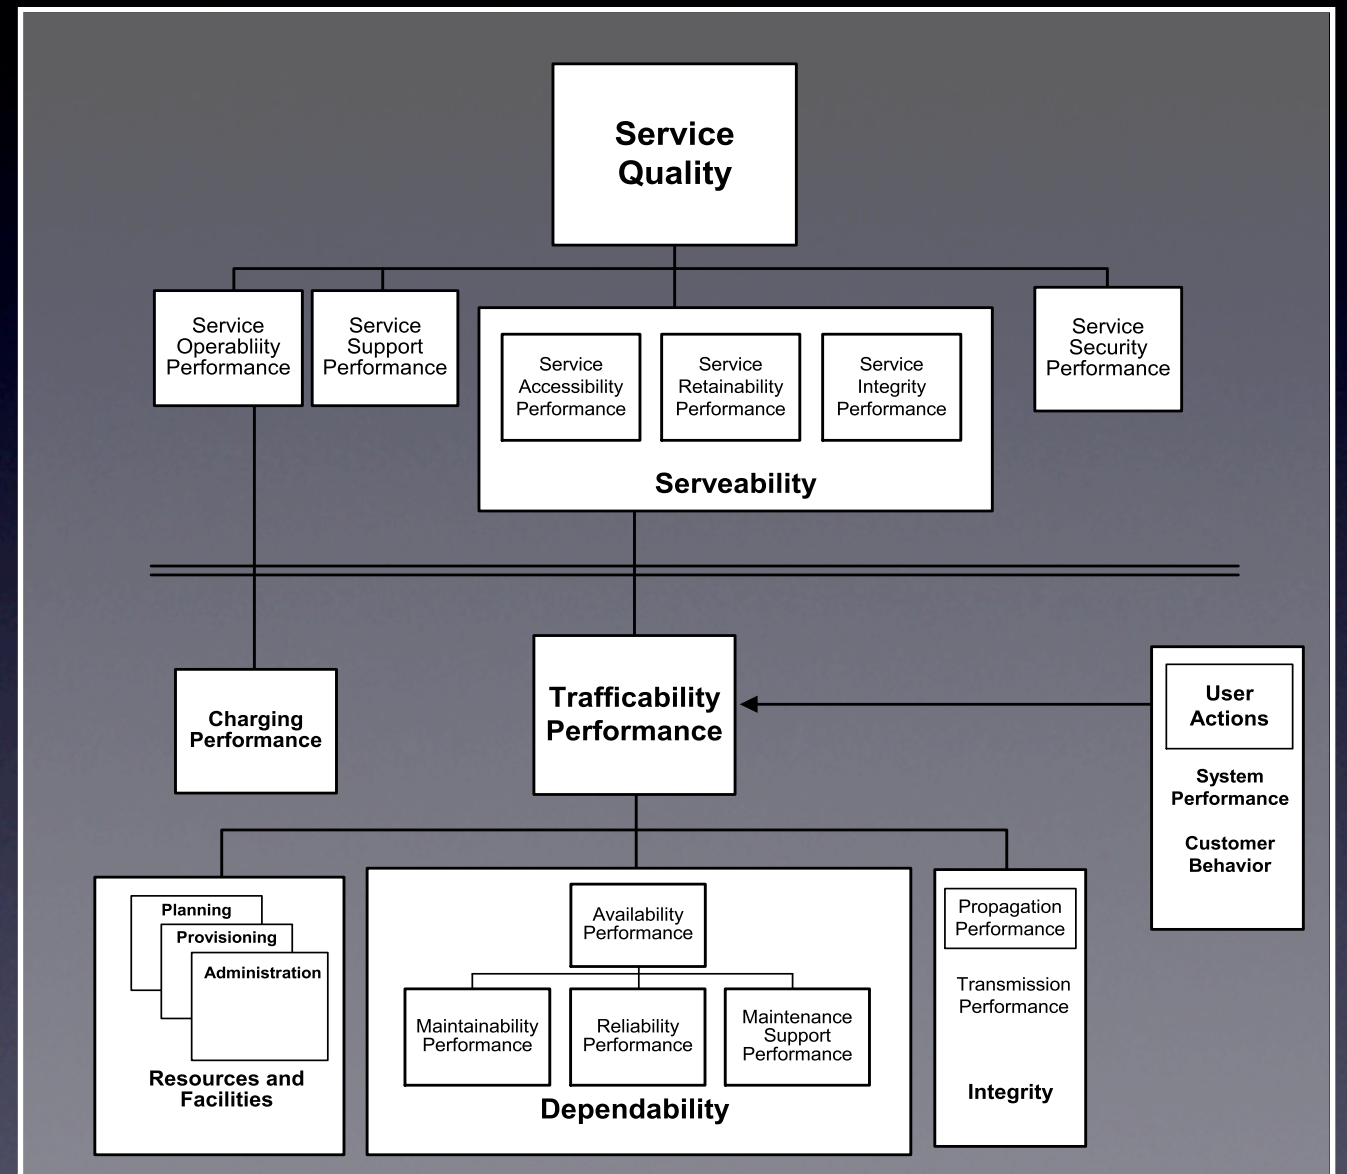 Service
Quality
Service
Operabliity
Performance
Service
Support
Performance
Service
Accessibility
Performance
Service
Retainability
Performance
Service
Integrity
Performance
Serveability
Service
Security
Performance
Charging
Performance
Trafficability
Performance
User
Actions
System
Performance
Customer
Behavior
Planning
Provisioning
Administration
Resources and
Facilities
Availability
Performance
Maintainability
Performance
Reliability
Performance
Maintenance
Support
Performance
Dependability
Propagation
Performance
Transmission
Performance
Integrity